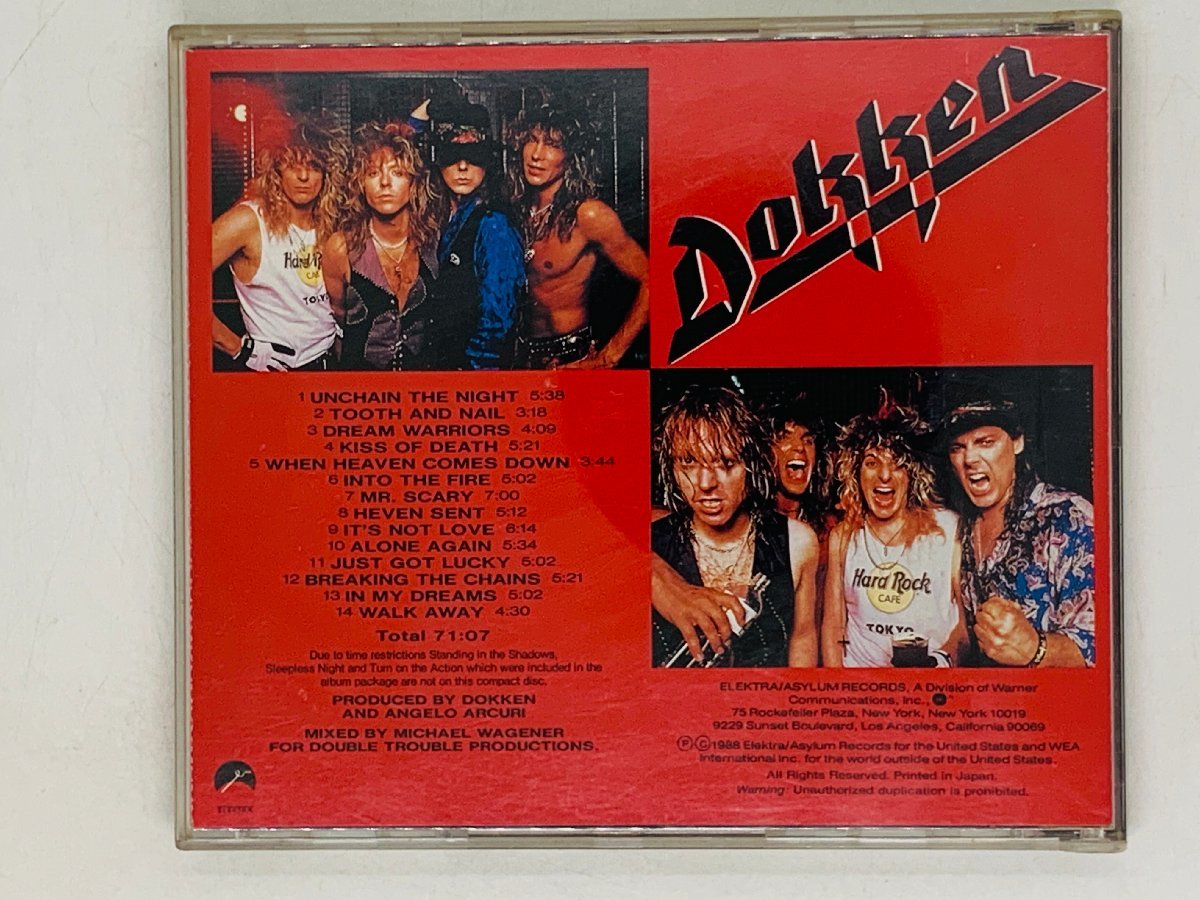 Dokken
Hard R
CAFE
TOKYO
1 UNCHAIN THE NIGHT 5:38
2 TOOTH AND NAIL 3:18
3 DREAM WARRIORS 4:09
4 KISS OF DEATH 5:21
5 WHEN HEAVEN COMES DOWN 3:44
6 INTO THE FIRE 5:02
7 MR. SCARY 7:00
8 HEVEN SENT 5:12
9 IT'S NOT LOVE 6:14
10 ALONE AGAIN 5:34
11 JUST GOT LUCKY 5:02
12 BREAKING THE CHAINS 5:21
13 IN MY DREAMS 5:02
14 WALK AWAY 4:30
Total 71:07
Due to time restrictions Standing in the Shadows,
Sleepless Night and Turn on the Action which were included in the
album package are not on this compact disc.
PRODUCED BY DOKKEN
AND ANGELO ARCURI
MIXED BY MICHAEL WAGENER
FOR DOUBLE TROUBLE PRODUCTIONS.
Hard Rock
CAFE
TOKYO
ELEKTRA/ASYLUM RECORDS, A Division of Warner
Communications, Inc.,
75 Rockefeller Plaza, New York, New York 10019
9229 Sunset Boulevard, Los Angeles, California 90069
ⓅⒸ1988 Elektra/Asylum Records for the United States and WEA
International Inc. for the world outside of the United States.
All Rights Reserved. Printed in Japan.
Warning: Unauthorized duplication is prohibited.